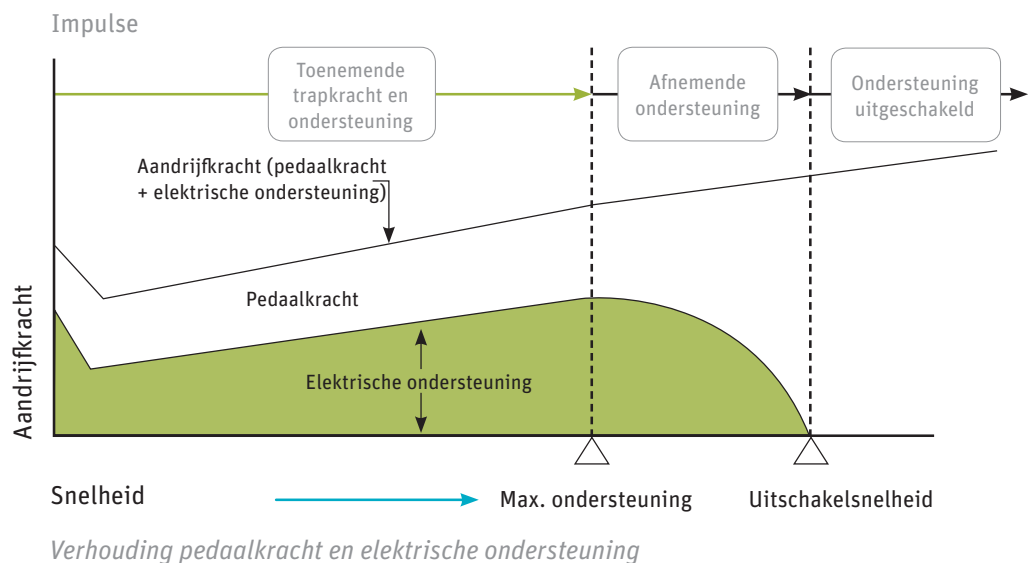 Impulse
Toenemende
trapkracht en
ondersteuning
Afnemende
ondersteuning
Ondersteuning
uitgeschakeld
Aandrijfkracht (pedaalkracht
+ elektrische ondersteuning)
Pedaalkracht
Elektrische ondersteuning
Aandrijfkracht
Snelheid
Max. ondersteuning
Uitschakelsnelheid
Verhouding pedaalkracht en elektrische ondersteuning